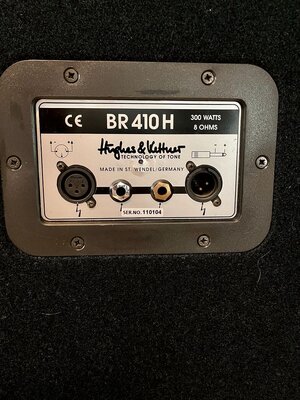 CE BR 410 H 300 WATTS
8 OHMS
Hughes & Kettner
TECHNOLOGY OF TONE
MADE IN ST. WENDEL/GERMANY
SER.NO. 110104